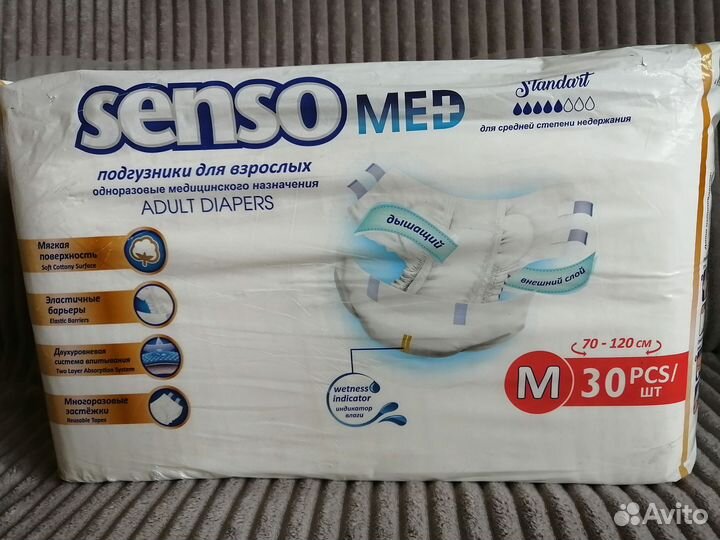 senso MED
Standart
для средней степени недержания
подгузники для взрослых
одноразовые медицинского назначения
ADULT DIAPERS
дышащий
внешний слой
Мягкая
поверхность
Soft Cottony Surface
Эластичные
барьеры
Elastic Barriers
Двухуровневая
система впитывания
Two Layer Absorption System
Многоразовые
застёжки
Reusable Tapes
wetness
indicator
индикатор
влаги
70 - 120 см
M 30 PCS/
шт
Avito